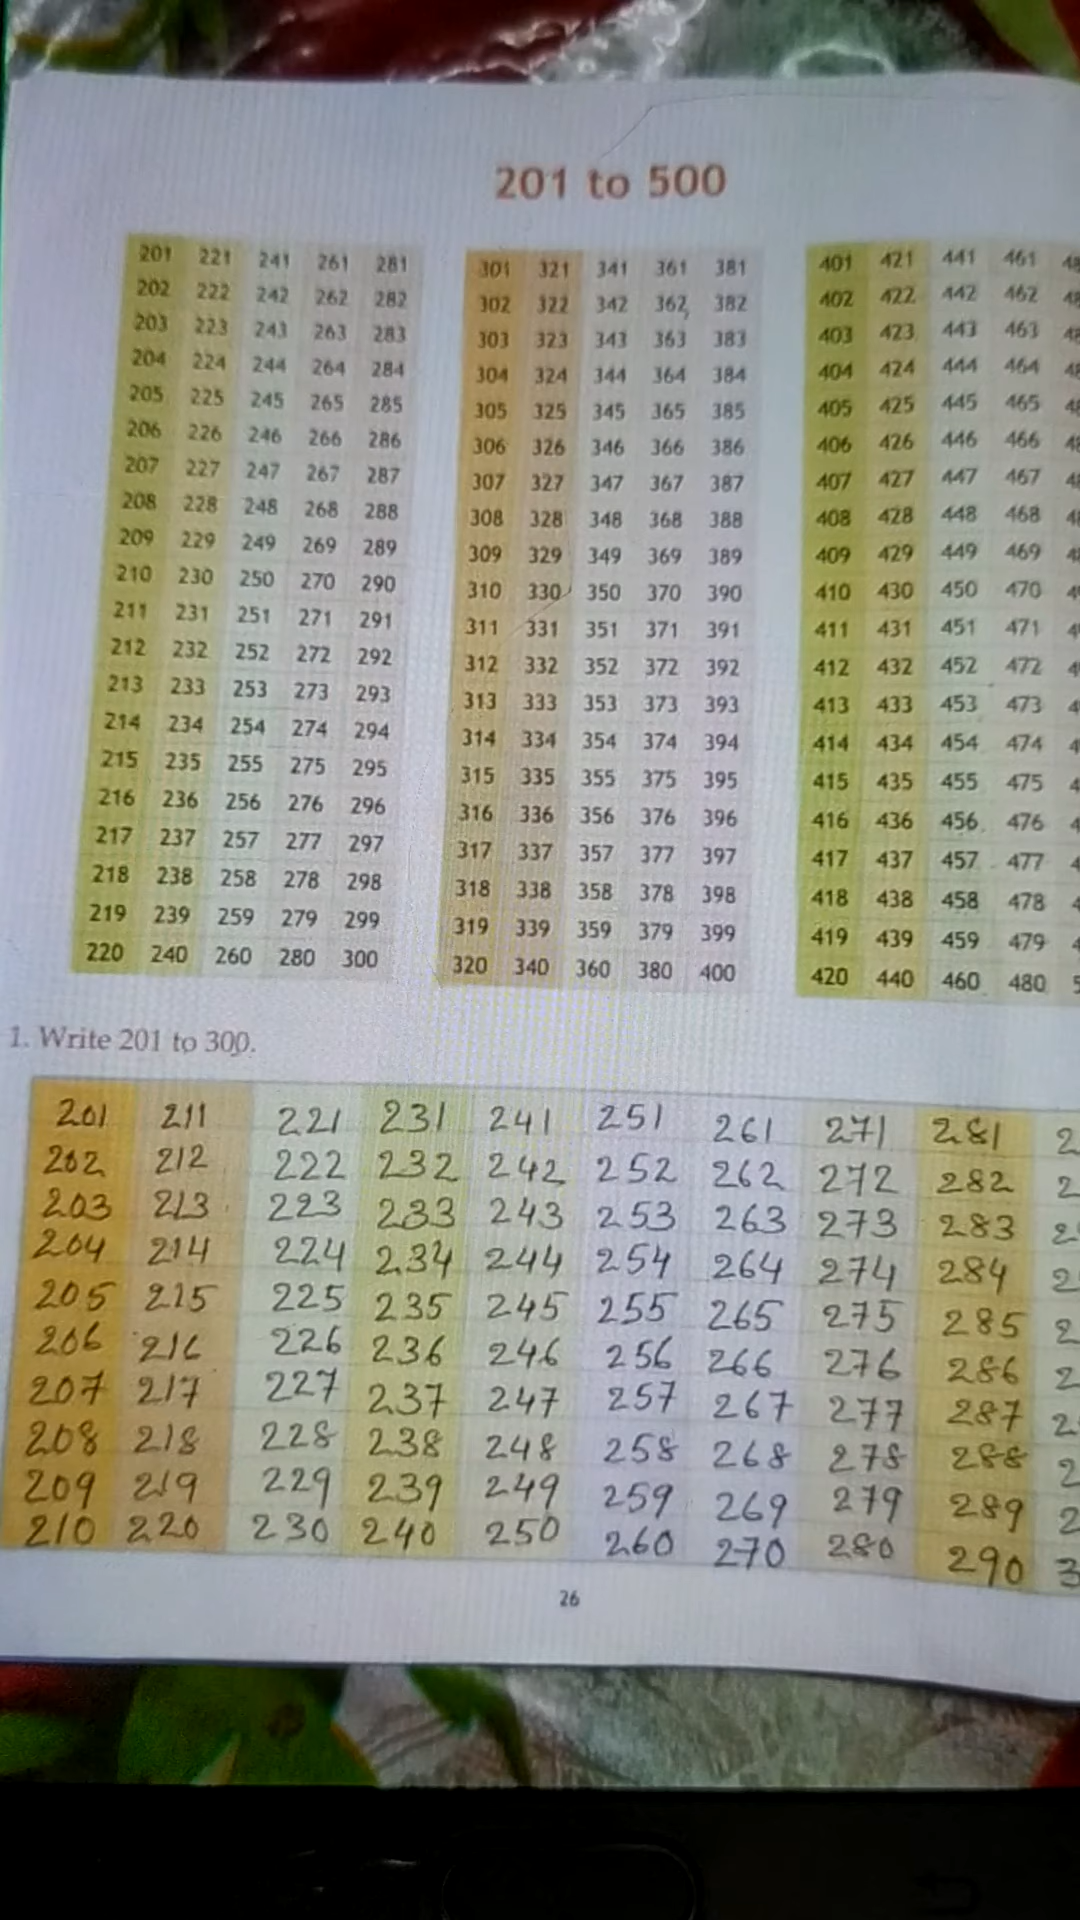 201 to 500
201 221 241 261 281 301 321 341 361 381 401 421 441 461
202 222 242 262 282 302 322 342 362, 382 402 422 442 462
203 223 243 263 283 303 323 343 363 383 403 423 443 463
204 224 244 264 284 304 324 344 364 384 404 424 444 464
205 225 245 265 285 305 325 345 365 385 405 425 445 465
206 226 246 266 286 306 326 346 366 386 406 426 446 466
207 227 247 267 287 307 327 347 367 387 407 427 447 467
208 228 248 268 288 308 328 348 368 388 408 428 448 468
209 229 249 269 289 309 329 349 369 389 409 429 449 469
210 230 250 270 290 310 330 350 370 390 410 430 450 470
211 231 251 271 291 311 331 351 371 391 411 431 451 471
212 232 252 272 292 312 332 352 372 392 412 432 452 472
213 233 253 273 293 313 333 353 373 393 413 433 453 473
214 234 254 274 294 314 334 354 374 394 414 434 454 474
215 235 255 275 295 315 335 355 375 395 415 435 455 475
216 236 256 276 296 316 336 356 376 396 416 436 456 476
217 237 257 277 297 317 337 357 377 397 417 437 457 477
218 238 258 278 298 318 338 358 378 398 418 438 458 478
219 239 259 279 299 319 339 359 379 399 419 439 459 479
220 240 260 280 300 320 340 360 380 400 420 440 460 480
1. Write 201 to 300.
201 211 221 231 241 251 261 271 281
202 212 222 232 242 252 262 272 282
203 213 223 233 243 253 263 273 283
204 214 224 234 244 254 264 274 284
205 215 225 235 245 255 265 275 285
206 216 226 236 246 256 266 276 286
207 217 227 237 247 257 267 277 287
208 218 228 238 248 258 268 278 288
209 219 229 239 249 259 269 279 289
210 220 230 240 250 260 270 280 290
26